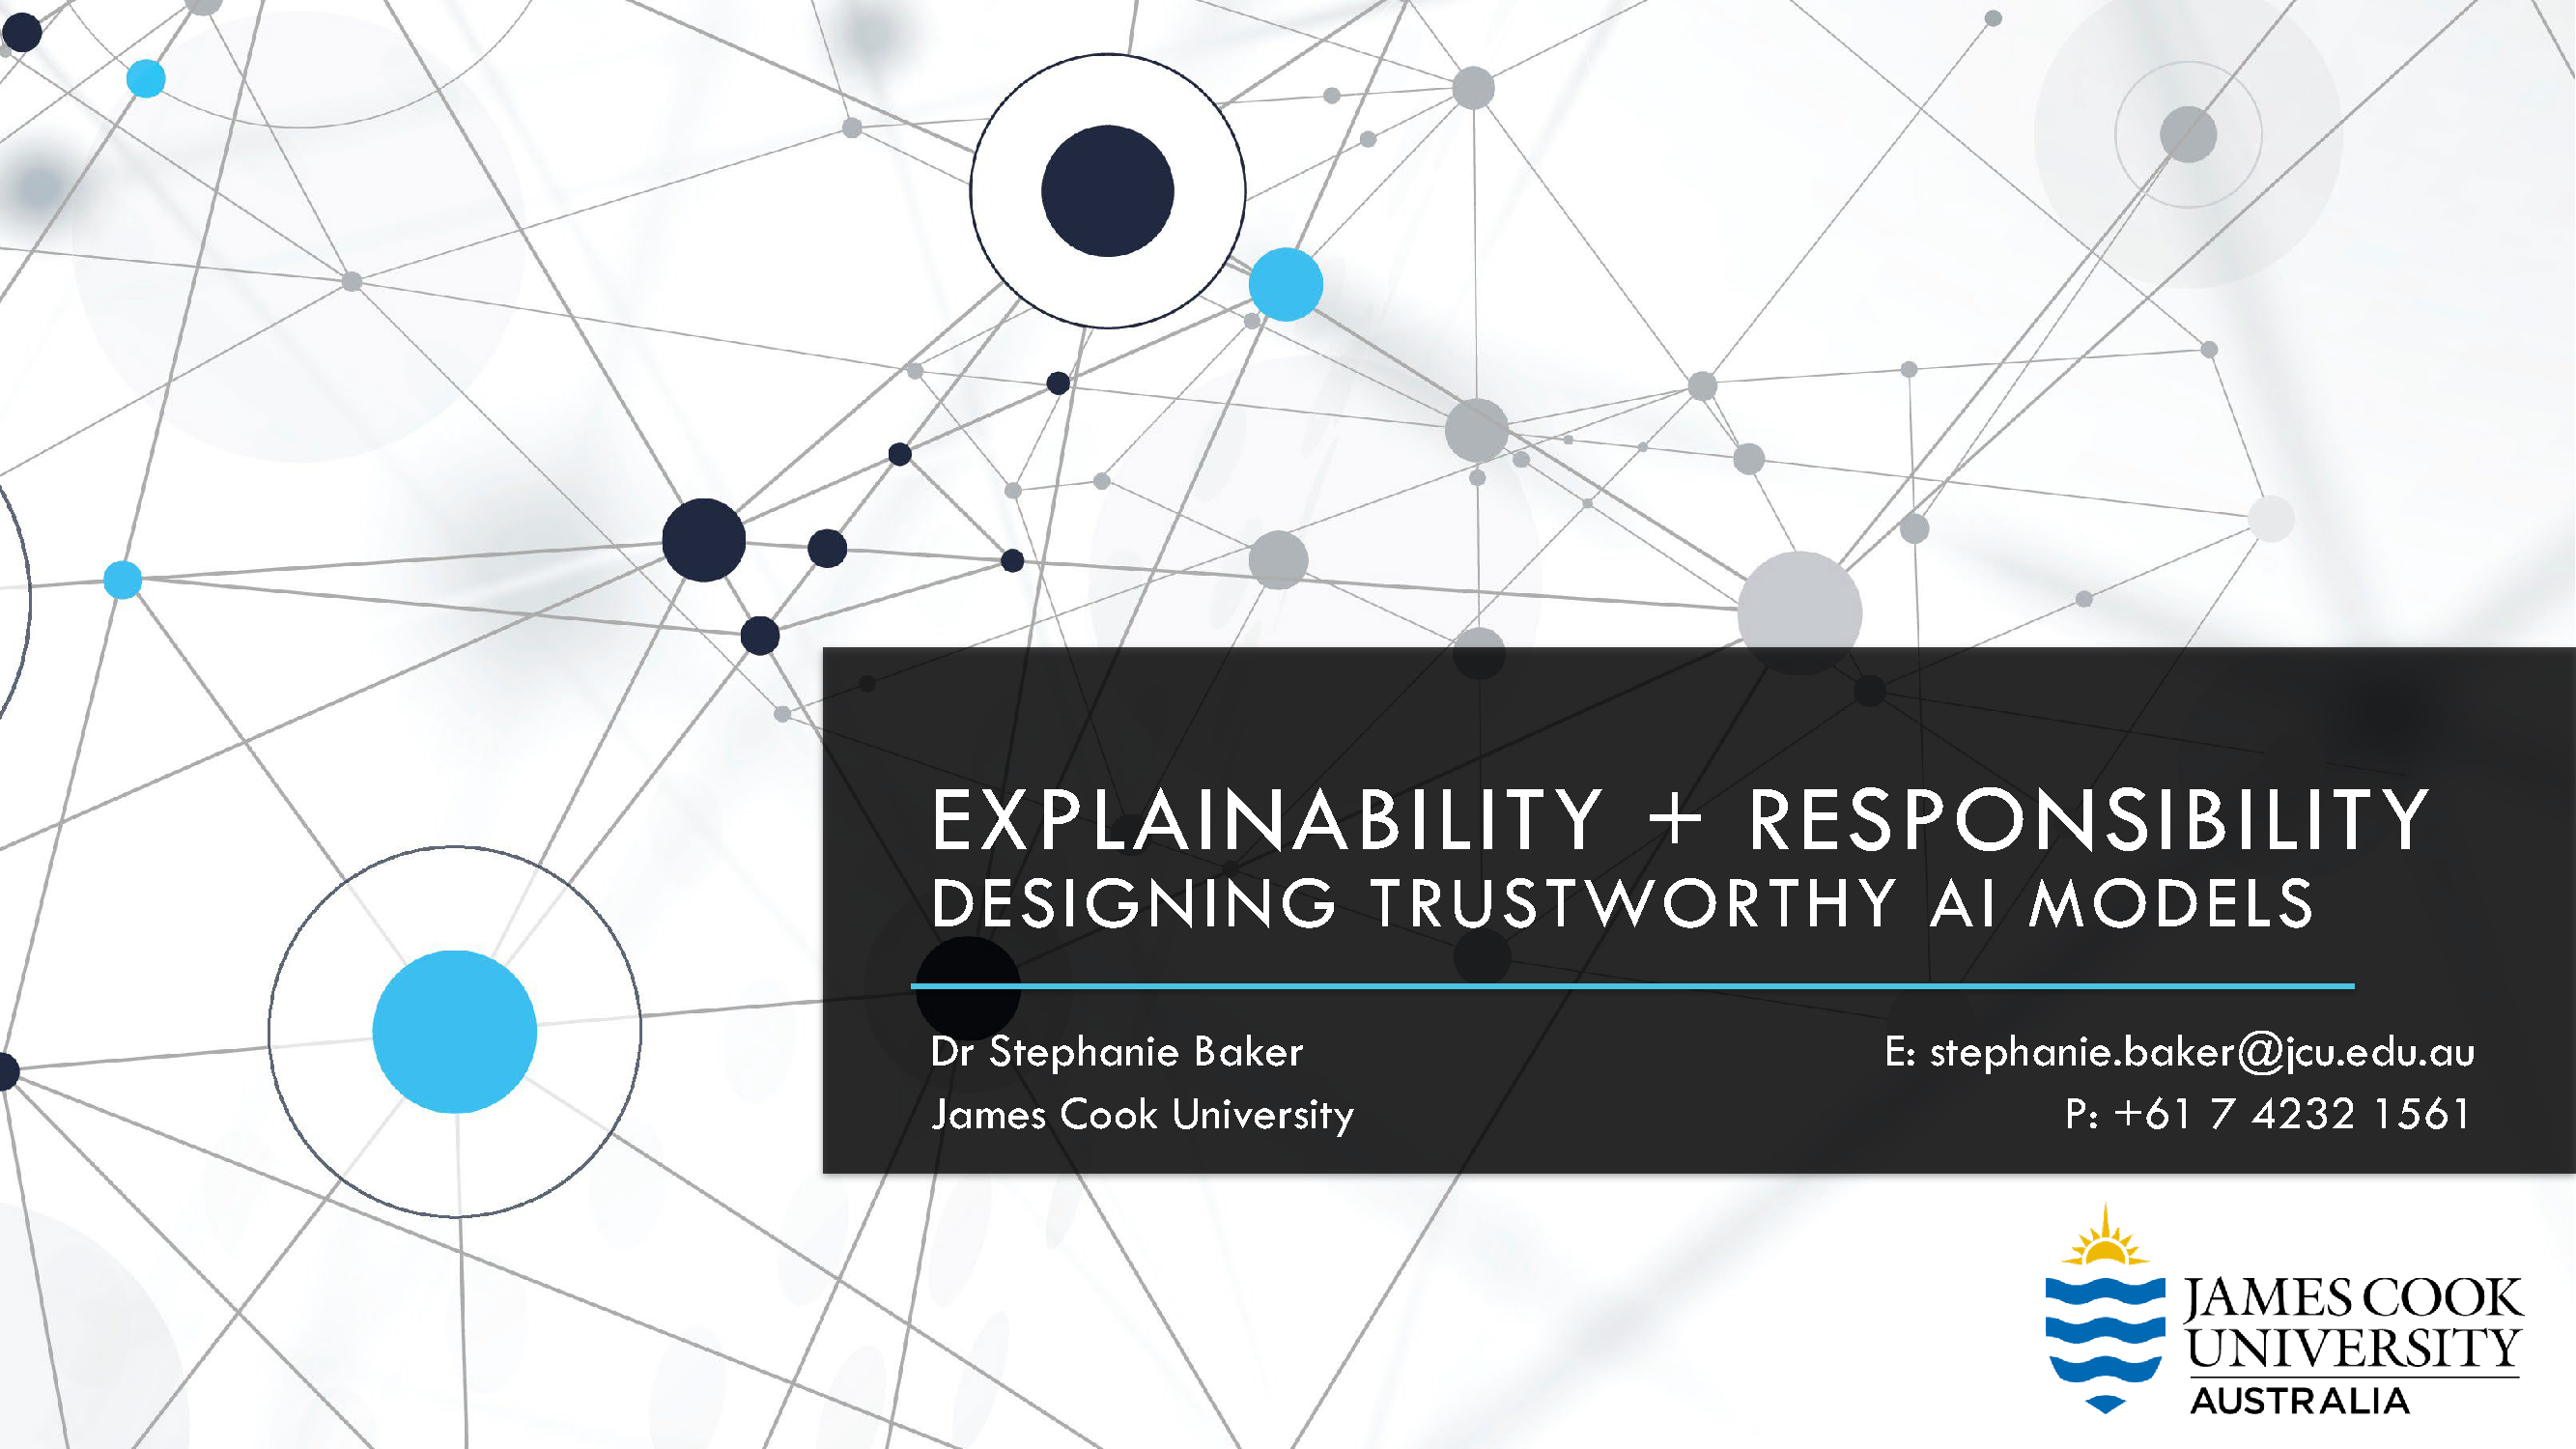 EXPLAINABILITY + RESPONSIBILITY
DESIGNING TRUSTWORTHY AI MODELS
Dr Stephanie Baker
James Cook University
E: stephanie.baker@jcu.edu.au
P: +61 7 4232 1561
JAMES COOK
UNIVERSITY
AUSTRALIA